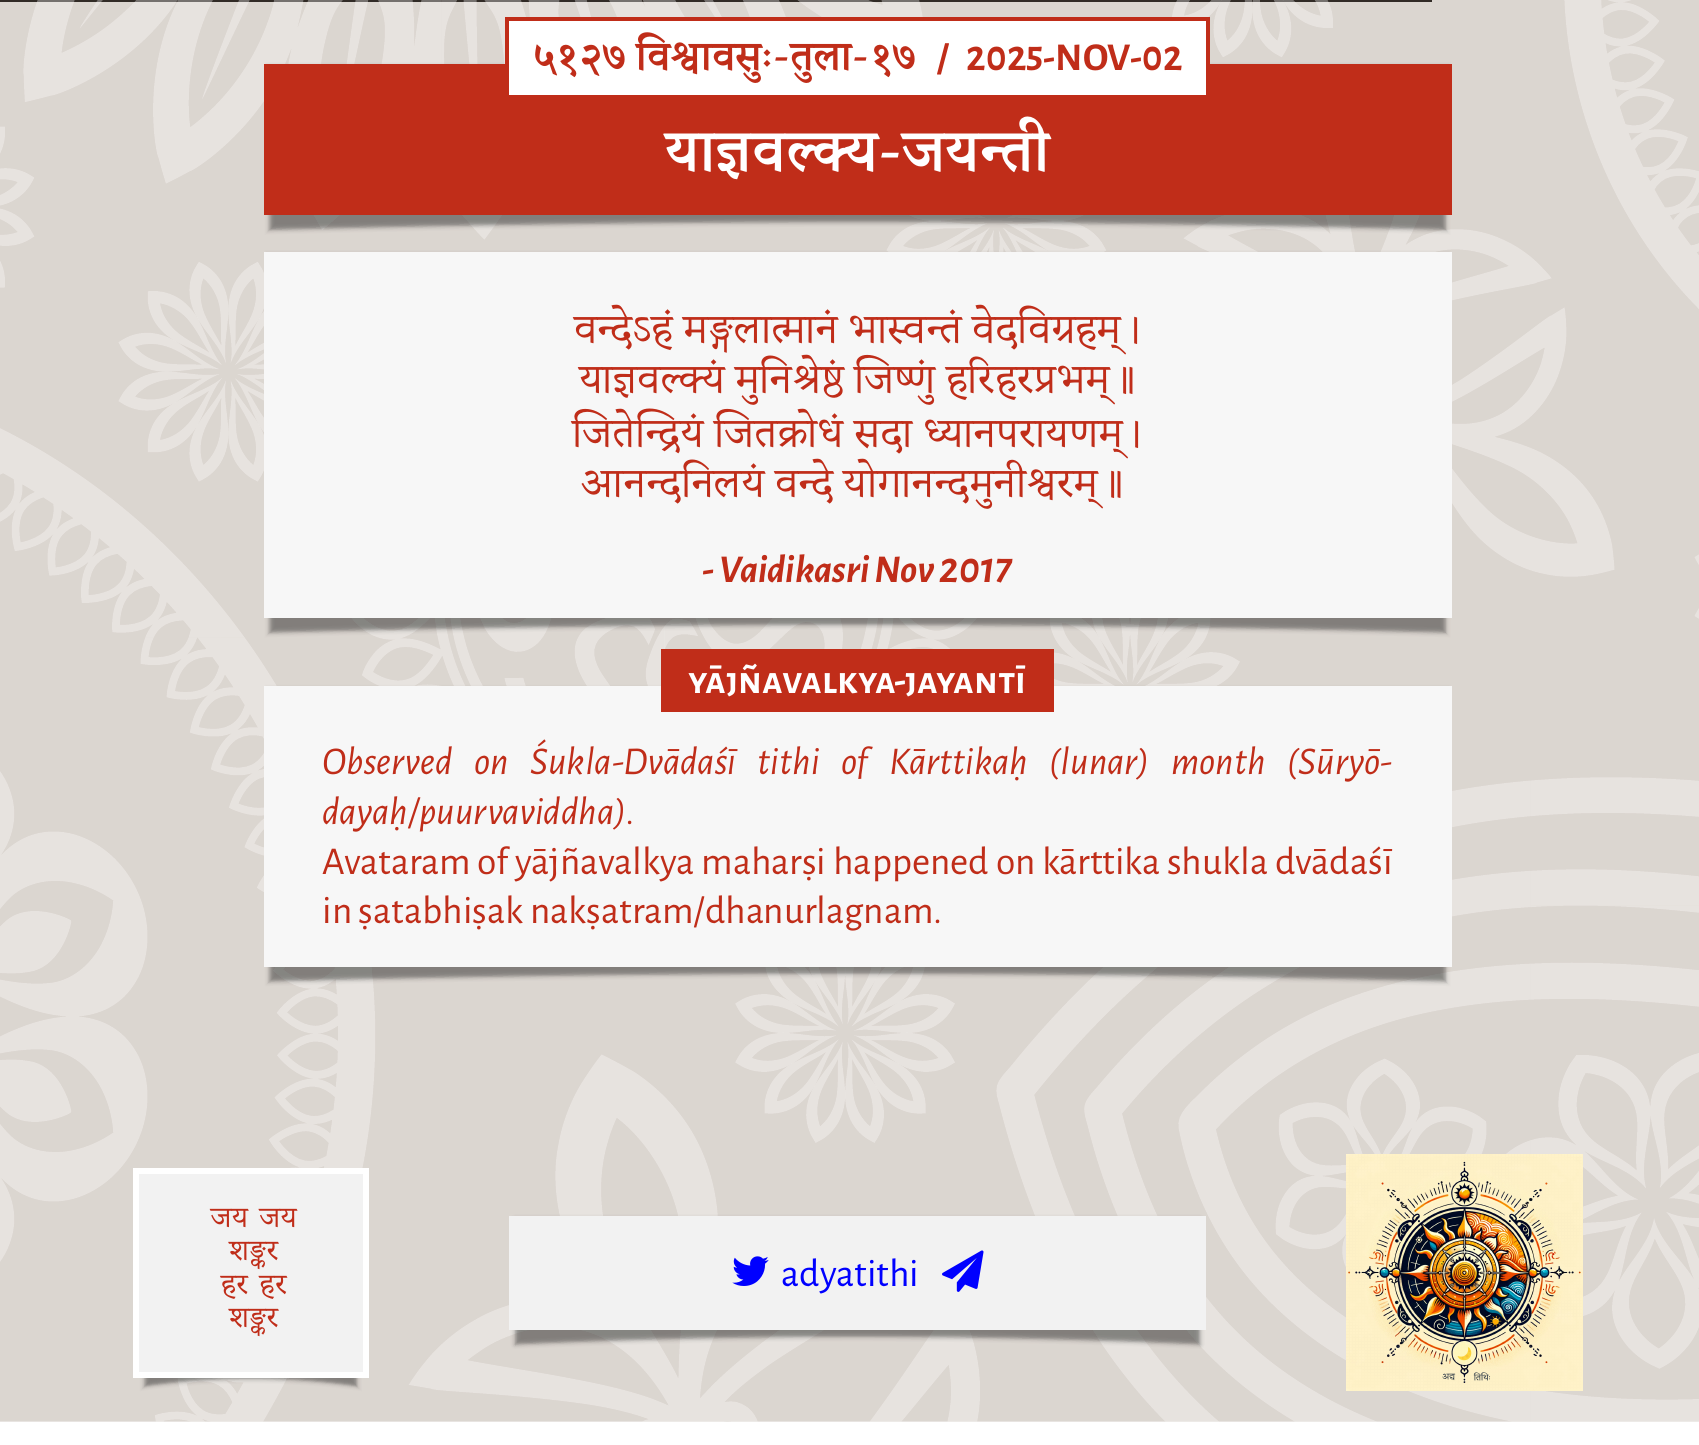 ५१२७ विश्वावसुः-तुला-१७ / 2025-NOV-02
याज्ञवल्क्य-जयन्ती
वन्देऽहं मङ्गलात्मानं भास्वन्तं वेदविग्रहम्।
याज्ञवल्क्यं मुनिश्रेष्ठं जिष्णुं हरिहरप्रभम्॥
जितेन्द्रियं जितक्रोधं सदा ध्यानपरायणम्।
आनन्दनिलयं वन्दे योगानन्दमुनीश्वरम्॥
- Vaidikasri Nov 2017
YĀJÑAVALKYA-JAYANTĪ
Observed on Śukla-Dvādaśī tithi of Kārttikaḥ (lunar) month (Sūryō-
dayaḥ/puurvaviddha).
Avataram of yājñavalkya maharṣi happened on kārttika shukla dvādaśī
in ṣatabhiṣak nakṣatram/dhanurlagnam.
जय जय
शङ्कर
हर हर
शङ्कर
adyatithi
अद्य तिथिः